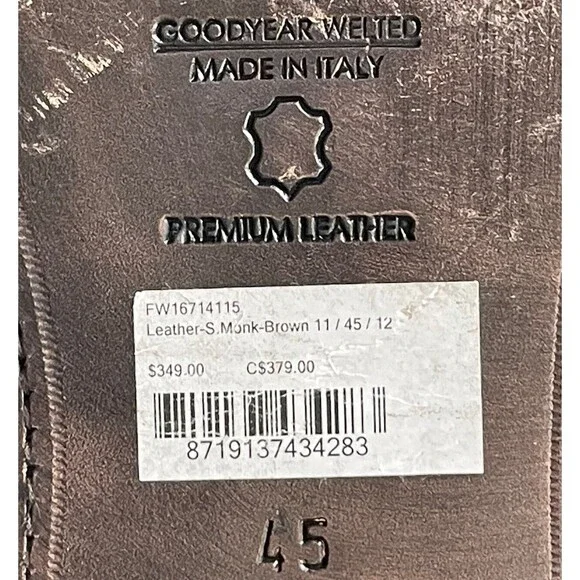 GOODYEAR WELTED
MADE IN ITALY
PREMIUM LEATHER
FW16714115
Leather-S.Monk-Brown 11 / 45 / 12
$349.00 C$379.00
8719137434283
45